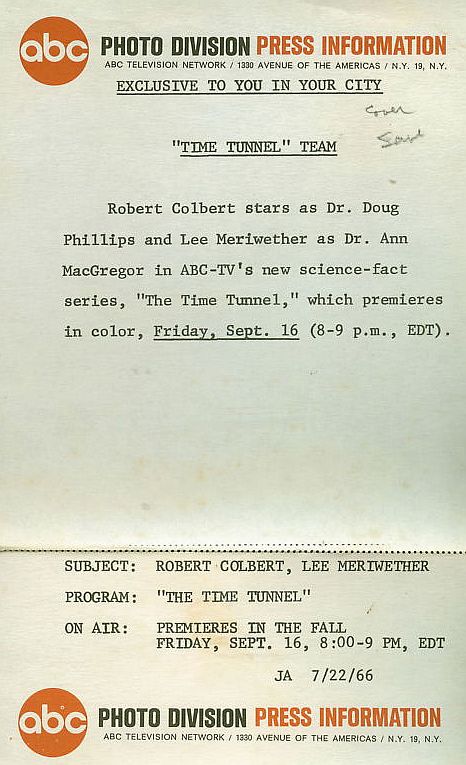 abc PHOTO DIVISION PRESS INFORMATION
ABC TELEVISION NETWORK / 1330 AVENUE OF THE AMERICAS / N.Y. 19, N.Y.
EXCLUSIVE TO YOU IN YOUR CITY
Cover
"TIME TUNNEL" TEAM
Robert Colbert stars as Dr. Doug
Phillips and Lee Meriwether as Dr. Ann
MacGregor in ABC-TV's new science-fact
series, "The Time Tunnel," which premieres
in color, Friday, Sept. 16 (8-9 p.m., EDT).
SUBJECT: ROBERT COLBERT, LEE MERIWETHER
PROGRAM: "THE TIME TUNNEL"
ON AIR: PREMIERES IN THE FALL
FRIDAY, SEPT. 16, 8:00-9 PM, EDT
JA 7/22/66
abc PHOTO DIVISION PRESS INFORMATION
ABC TELEVISION NETWORK / 1330 AVENUE OF THE AMERICAS / N.Y. 19, N.Y.